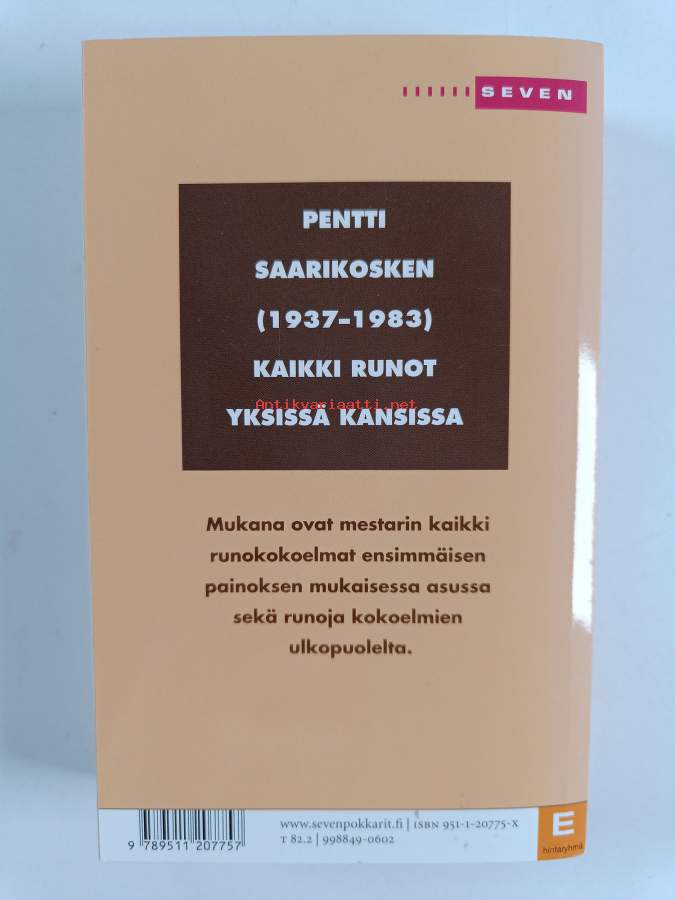 SEVEN
PENTTI
SAARIKOSKEN
(1937–1983)
KAIKKI RUNOT
Antikvariaatti.net
YKSISSÄ KANSISSA
Mukana ovat mestarin kaikki
runokokoelmat ensimmäisen
painoksen mukaisessa asussa
sekä runoja kokoelmien
ulkopuolelta.
www.sevenpokkarit.fi | ISBN 951-1-20775-X
T 82.2 | 998849-0602
9 789511 207757
E
hintaryhmä